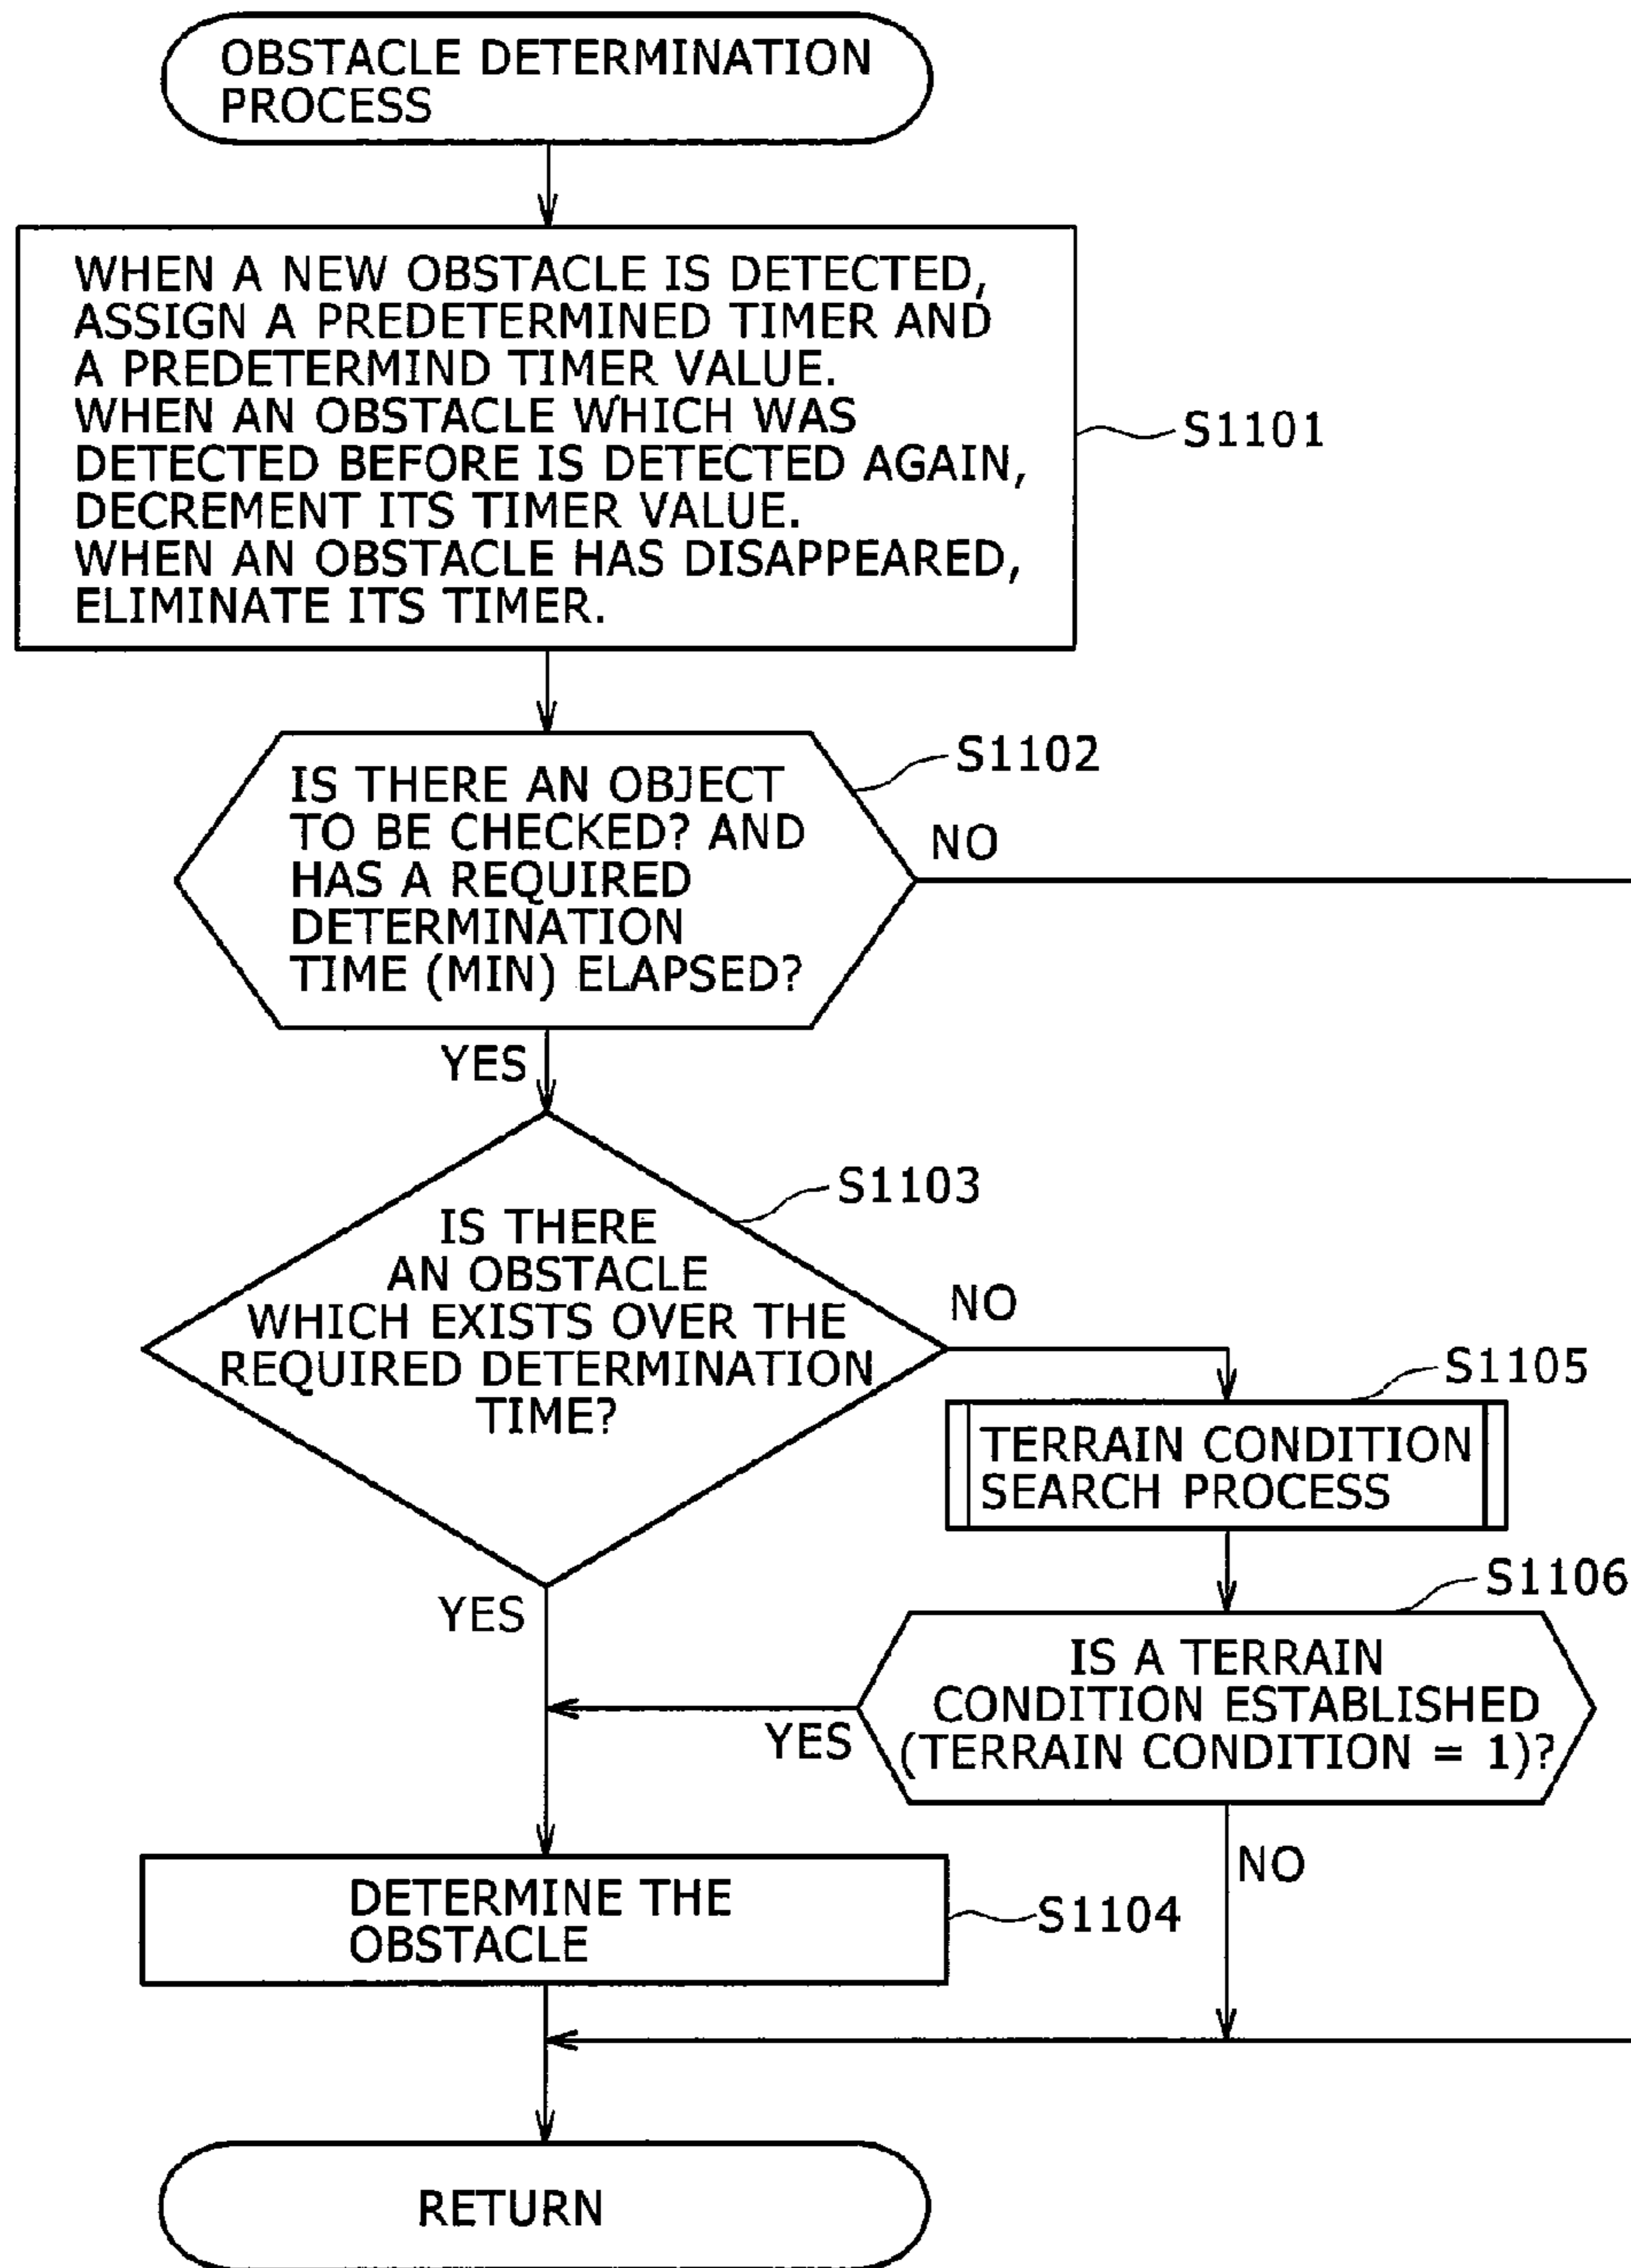 OBSTACLE DETERMINATION
PROCESS
WHEN A NEW OBSTACLE IS DETECTED,
ASSIGN A PREDETERMINED TIMER AND
A PREDETERMIND TIMER VALUE.
WHEN AN OBSTACLE WHICH WAS
DETECTED BEFORE IS DETECTED AGAIN,
DECREMENT ITS TIMER VALUE.
WHEN AN OBSTACLE HAS DISAPPEARED,
ELIMINATE ITS TIMER.
S1101
S1102
IS THERE AN OBJECT
TO BE CHECKED? AND
HAS A REQUIRED
DETERMINATION
TIME (MIN) ELAPSED?
NO
YES
S1103
IS THERE
AN OBSTACLE
WHICH EXISTS OVER THE
REQUIRED DETERMINATION
TIME?
NO
S1105
TERRAIN CONDITION
SEARCH PROCESS
S1106
YES
IS A TERRAIN
CONDITION ESTABLISHED
(TERRAIN CONDITION = 1)?
YES
NO
DETERMINE THE
OBSTACLE
S1104
RETURN